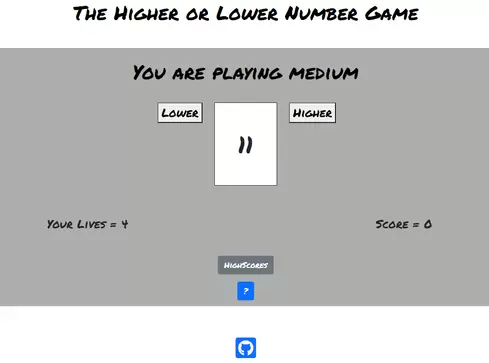 The Higher or Lower Number Game
You are playing medium
Lower
11
Higher
Your Lives = 4
Score = 0
HighScores
?